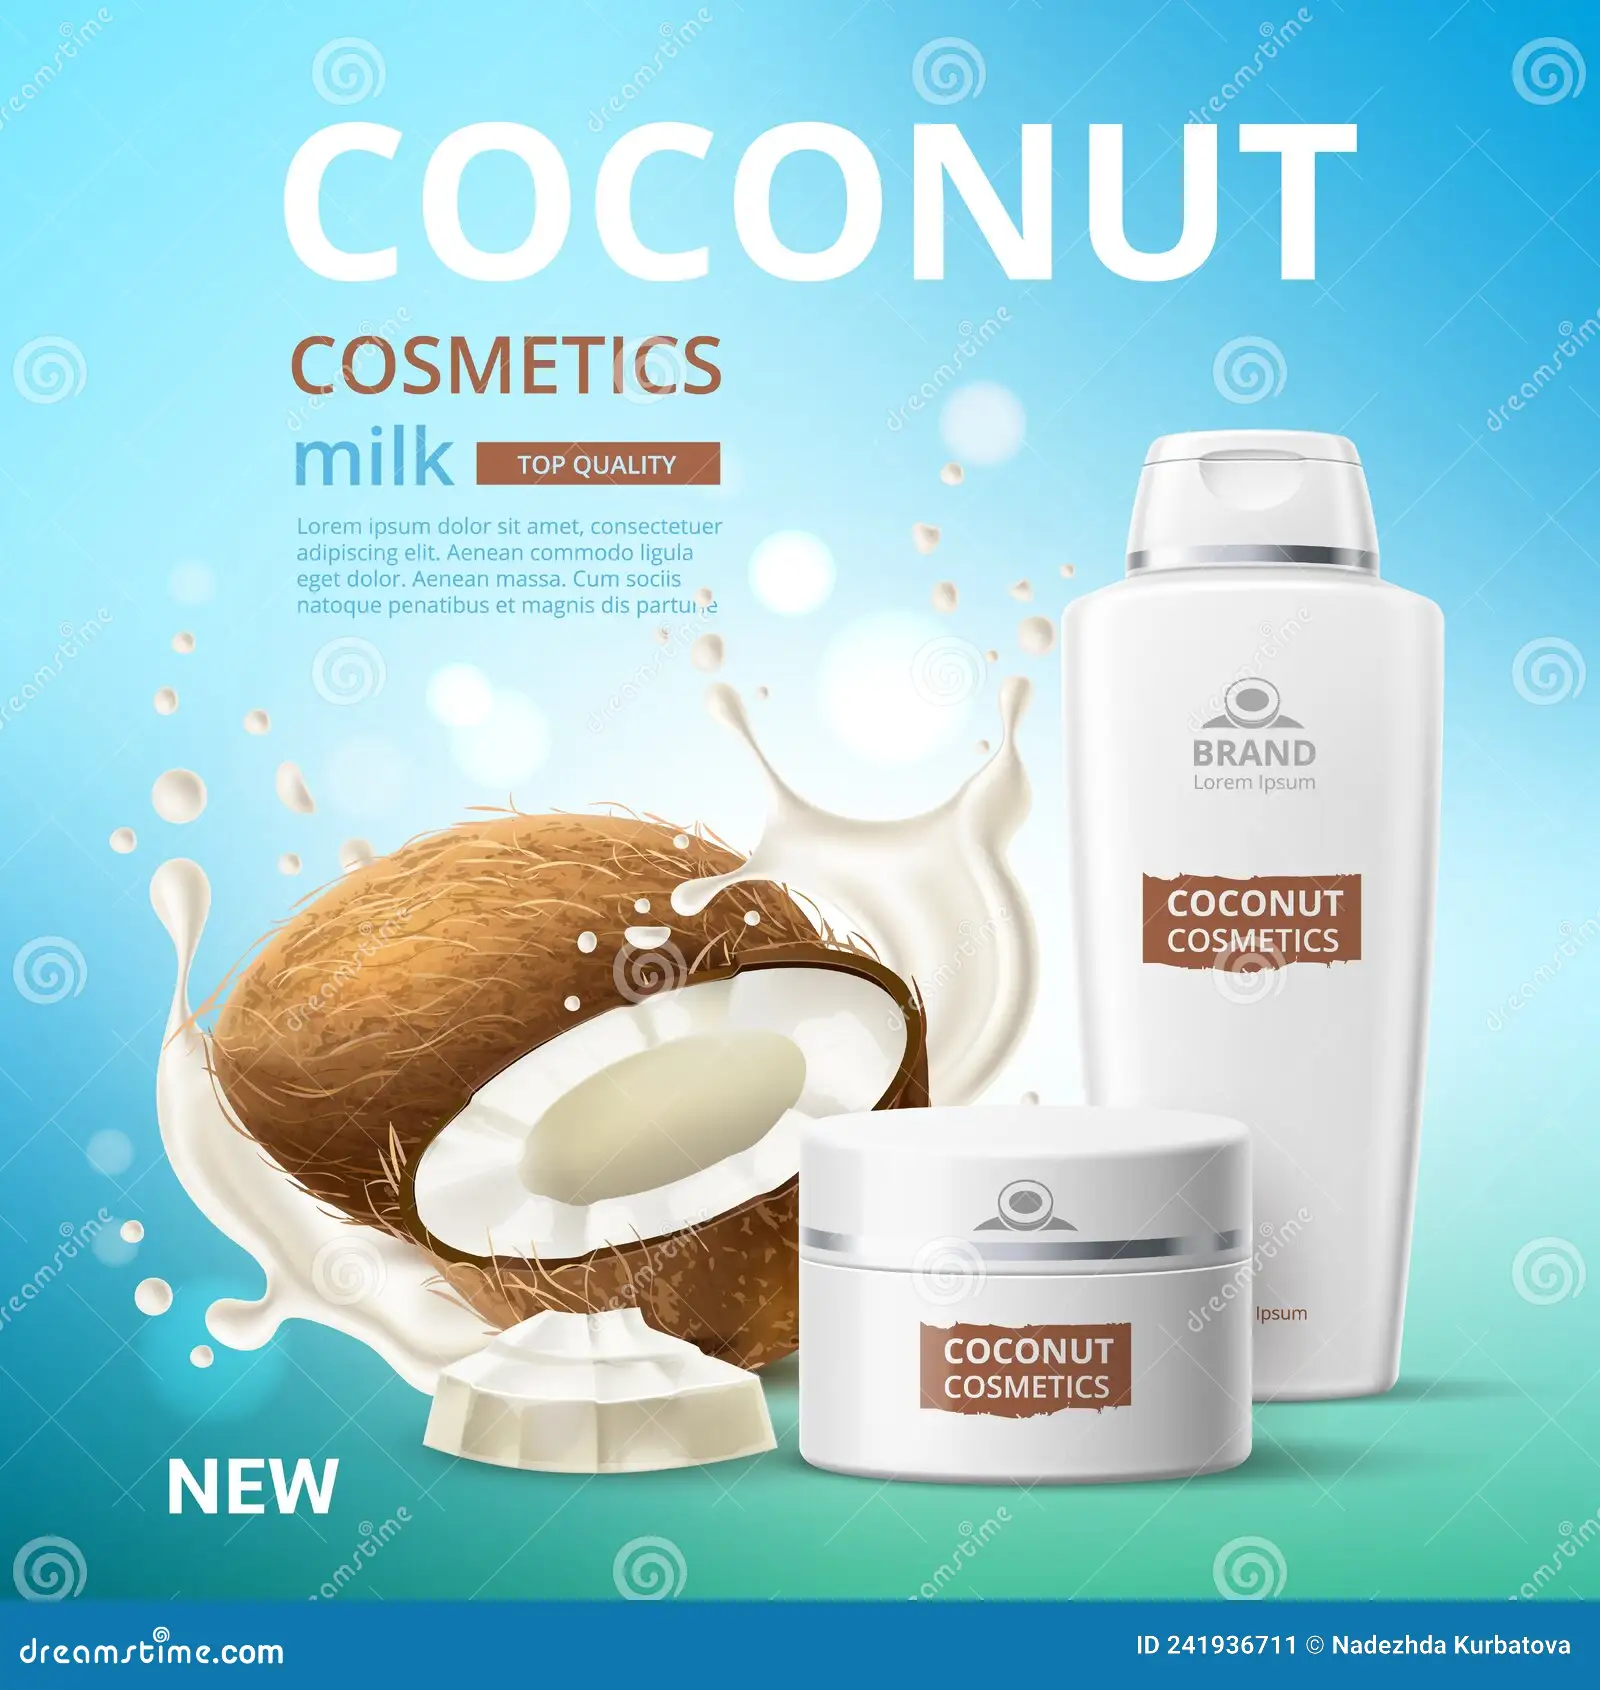 COCONUT
COSMETICS
milk
TOP QUALITY
Lorem ipsum dolor sit amet, consectetuer
adipiscing elit. Aenean commodo ligula
eget dolor. Aenean massa. Cum sociis
natoque penatibus et magnis dis parturie
BRAND
Lorem Ipsum
COCONUT
COSMETICS
Ipsum
COCONUT
COSMETICS
NEW
dreamstime.com
ID 241936711 © Nadezhda Kurbatova